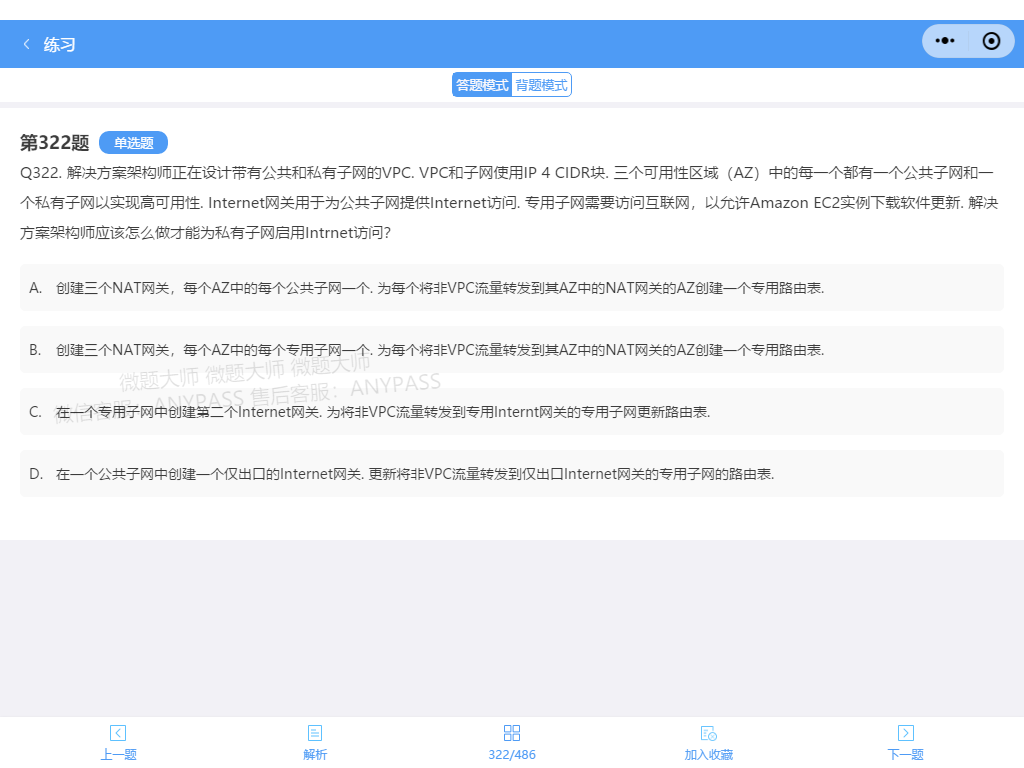 练习
答题模式 背题模式
第322题 单选题
Q322. 解决方案架构师正在设计带有公共和私有子网的VPC. VPC和子网使用IP 4 CIDR块. 三个可用性区域（AZ）中的每一个都有一个公共子网和一
个私有子网以实现高可用性. Internet网关用于为公共子网提供Internet访问. 专用子网需要访问互联网，以允许Amazon EC2实例下载软件更新. 解决
方案架构师应该怎么做才能为私有子网启用Intrnet访问？
A. 创建三个NAT网关，每个AZ中的每个公共子网一个. 为每个将非VPC流量转发到其AZ中的NAT网关的AZ创建一个专用路由表.
B. 创建三个NAT网关，每个AZ中的每个专用子网一个. 为每个将非VPC流量转发到其AZ中的NAT网关的AZ创建一个专用路由表.
微题大师 微题大师 微题大师
微信客服：ANYPASS 售后客服：ANYPASS
C. 在一个专用子网中创建第二个Internet网关. 为将非VPC流量转发到专用Internt网关的专用子网更新路由表.
D. 在一个公共子网中创建一个仅出口的Internet网关. 更新将非VPC流量转发到仅出口Internet网关的专用子网的路由表.
上一题 解析 322/486 加入收藏 下一题